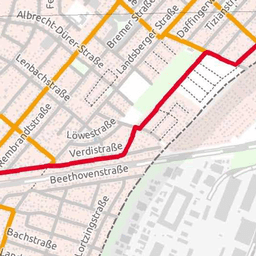 Albrecht-Dürer-Straße
Bremer Straße
Landsberger Straße
Daffinger
Tizianstr
Lenbachstraße
Rembrandtstraße
Löwestraße
Verdistraße
Beethovenstraße
Bachstraße
Lortzingstraße